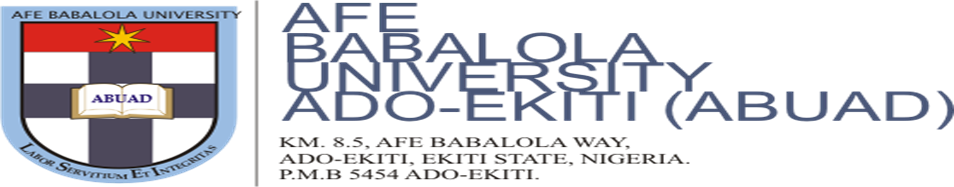 AFE BABALOLA UNIVERSITY
ABUAD
LABOR SERVITIUM ET INTEGRITAS
AFE
BABALOLA
UNIVERSITY
ADO-EKITI (ABUAD)
KM. 8.5, AFE BABALOLA WAY,
ADO-EKITI, EKITI STATE, NIGERIA.
P.M.B 5454 ADO-EKITI.